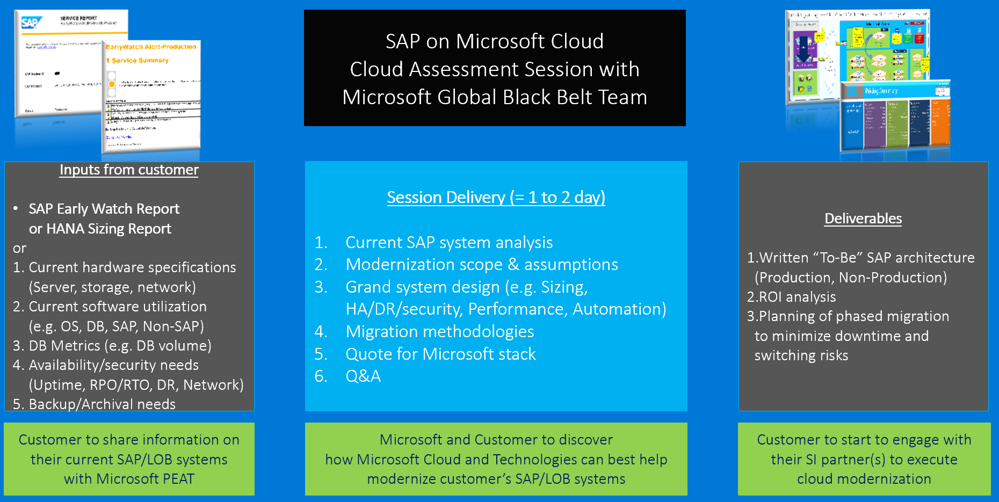 SAP
SERVICE REPORT
EarlyWatch Alert-Production
1 Service Summary
SAP on Microsoft Cloud
Cloud Assessment Session with
Microsoft Global Black Belt Team
Pricing Summary
Inputs from customer
• SAP Early Watch Report
or HANA Sizing Report
or
1. Current hardware specifications
(Server, storage, network)
2. Current software utilization
(e.g. OS, DB, SAP, Non-SAP)
3. DB Metrics (e.g. DB volume)
4. Availability/security needs
(Uptime, RPO/RTO, DR, Network)
5. Backup/Archival needs
Customer to share information on
their current SAP/LOB systems
with Microsoft PEAT
Session Delivery (= 1 to 2 day)
1. Current SAP system analysis
2. Modernization scope & assumptions
3. Grand system design (e.g. Sizing,
HA/DR/security, Performance, Automation)
4. Migration methodologies
5. Quote for Microsoft stack
6. Q&A
Microsoft and Customer to discover
how Microsoft Cloud and Technologies can best help
modernize customer’s SAP/LOB systems
Deliverables
1.Written “To-Be” SAP architecture
(Production, Non-Production)
2.ROI analysis
3.Planning of phased migration
to minimize downtime and
switching risks
Customer to start to engage with
their SI partner(s) to execute
cloud modernization